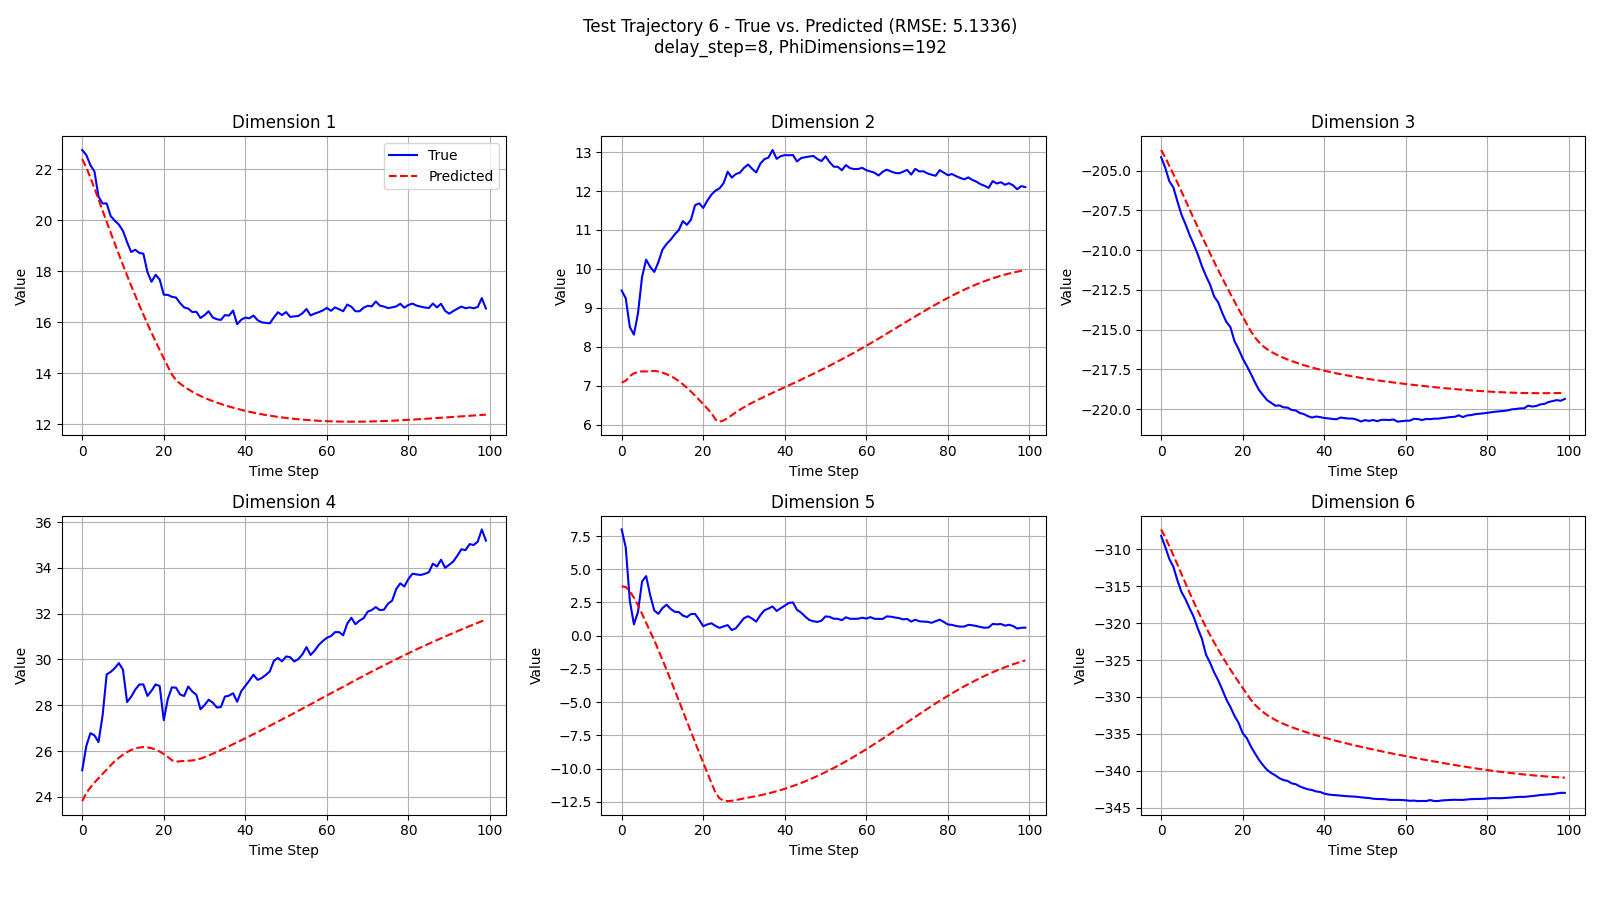 Test Trajectory 6 - True vs. Predicted (RMSE: 5.1336)
delay_step=8, PhiDimensions=192
Dimension 1
22
20
18
16
14
12
Value
True
Predicted
0 20 40 60 80 100
Time Step
Dimension 2
13
12
11
10
9
8
7
6
Value
0 20 40 60 80 100
Time Step
Dimension 3
−205.0
−207.5
−210.0
−212.5
−215.0
−217.5
−220.0
Value
0 20 40 60 80 100
Time Step
Dimension 4
36
34
32
30
28
26
24
Value
0 20 40 60 80 100
Time Step
Dimension 5
7.5
5.0
2.5
0.0
−2.5
−5.0
−7.5
−10.0
−12.5
Value
0 20 40 60 80 100
Time Step
Dimension 6
−310
−315
−320
−325
−330
−335
−340
−345
Value
0 20 40 60 80 100
Time Step